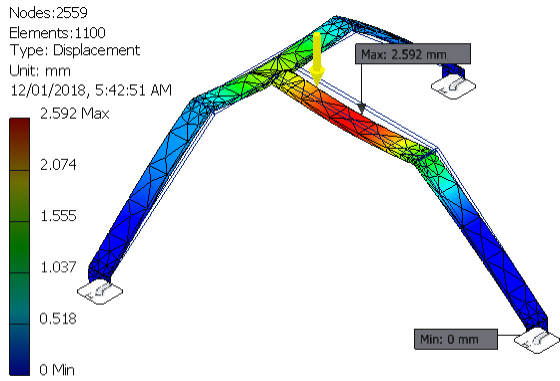 Nodes:2559
Elements:1100
Type: Displacement
Unit: mm
12/01/2018, 5:42:51 AM
2.592 Max
2.074
1.555
1.037
0.518
0 Min
Max: 2.592 mm
Min: 0 mm